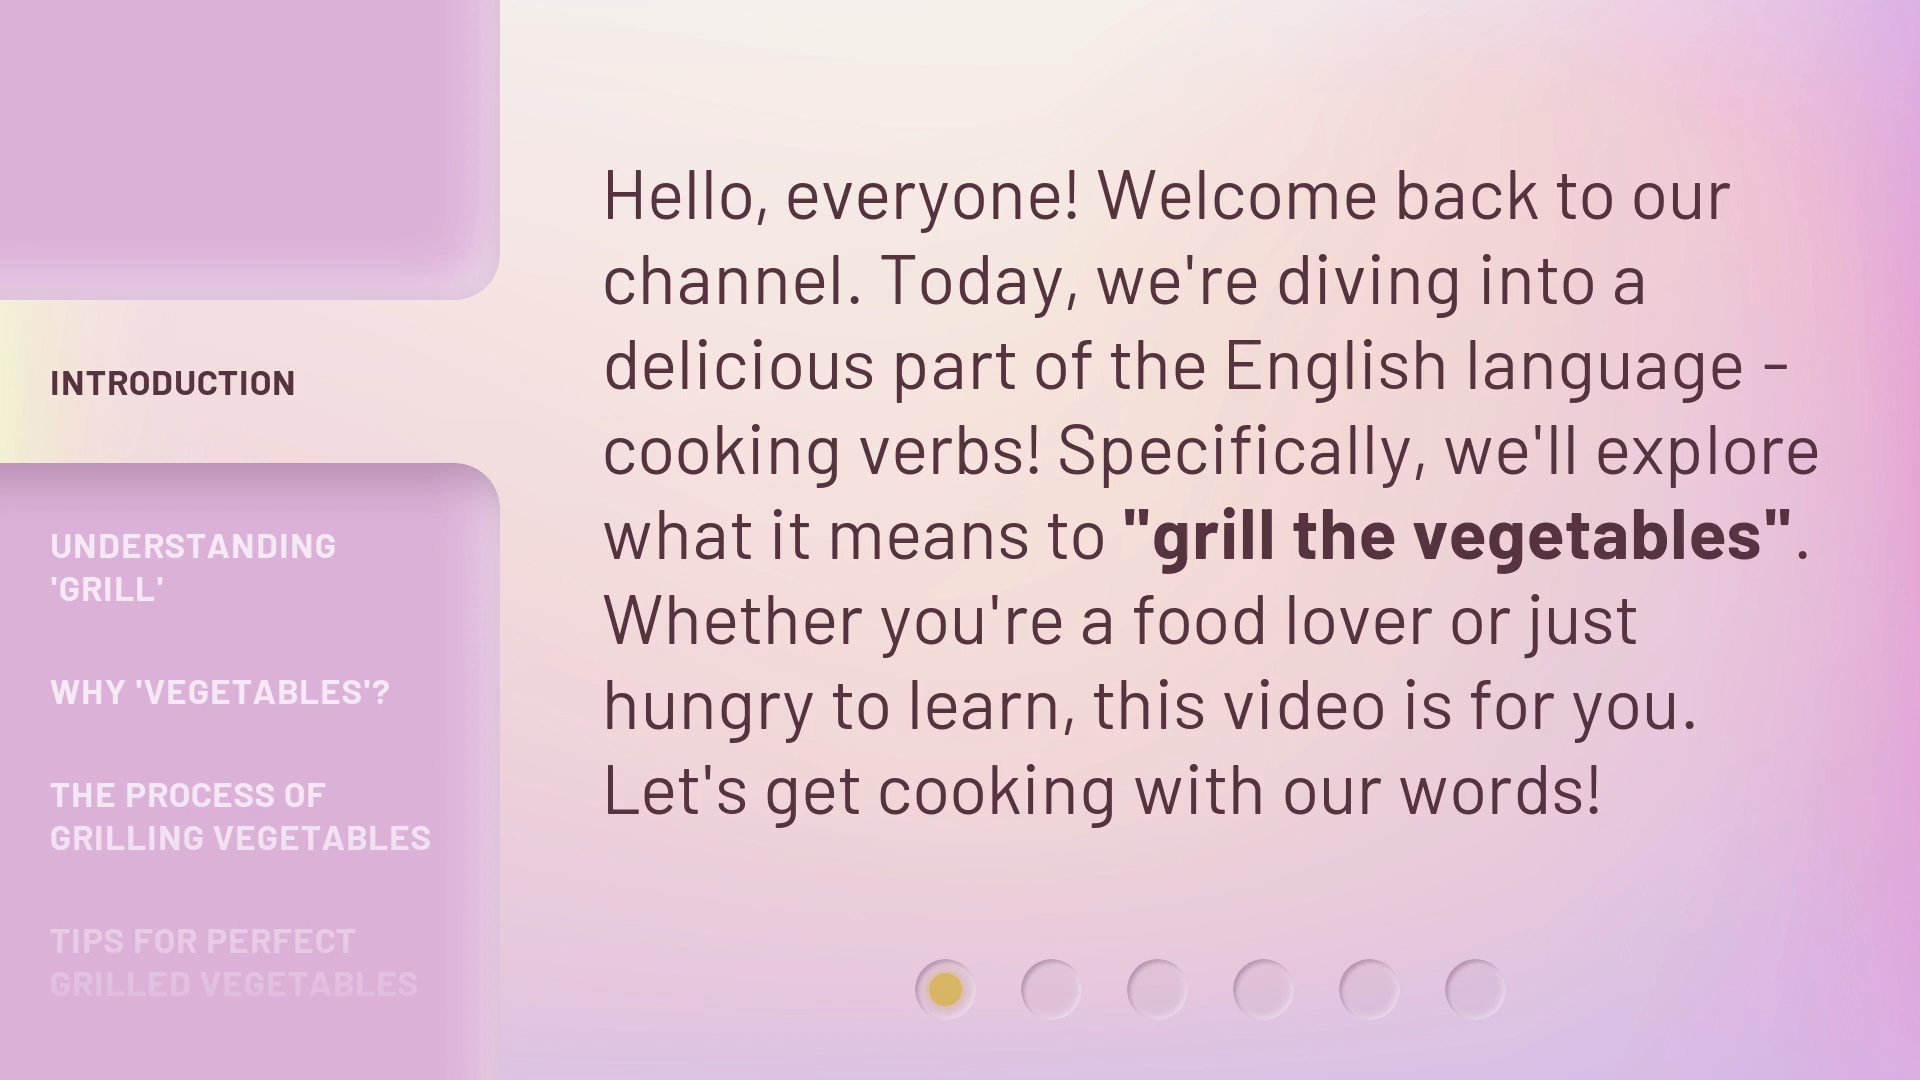 INTRODUCTION
UNDERSTANDING
'GRILL'
WHY 'VEGETABLES'?
THE PROCESS OF
GRILLING VEGETABLES
TIPS FOR PERFECT
GRILLED VEGETABLES
Hello, everyone! Welcome back to our
channel. Today, we're diving into a
delicious part of the English language -
cooking verbs! Specifically, we'll explore
what it means to "grill the vegetables".
Whether you're a food lover or just
hungry to learn, this video is for you.
Let's get cooking with our words!